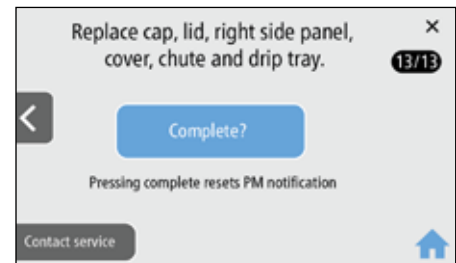 Replace cap, lid, right side panel,
cover, chute and drip tray.
13/13
Complete?
Pressing complete resets PM notification
Contact service